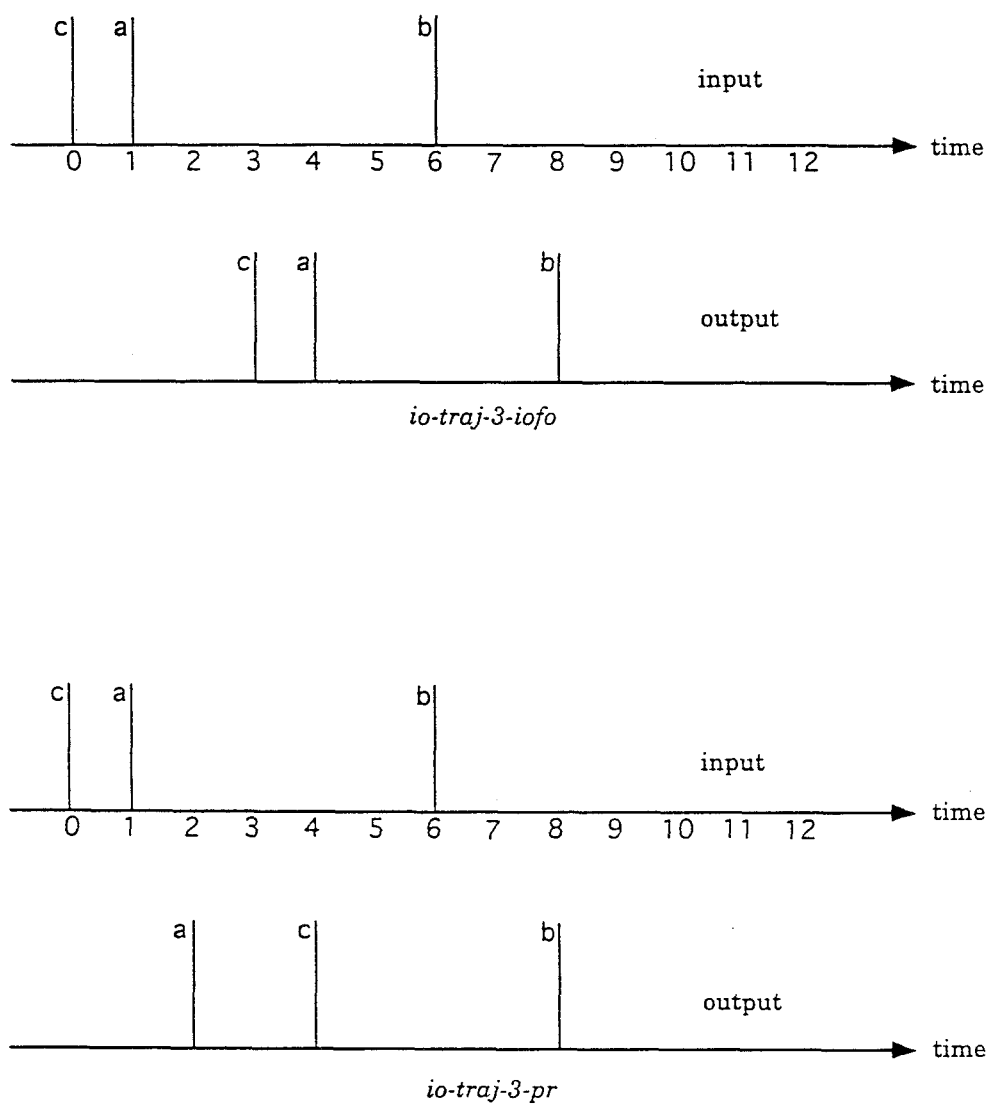 c a b
input
0 1 2 3 4 5 6 7 8 9 10 11 12 time
c a b
output
time
io-traj-3-iofo
c a b
input
0 1 2 3 4 5 6 7 8 9 10 11 12 time
a c b
output
time
io-traj-3-pr